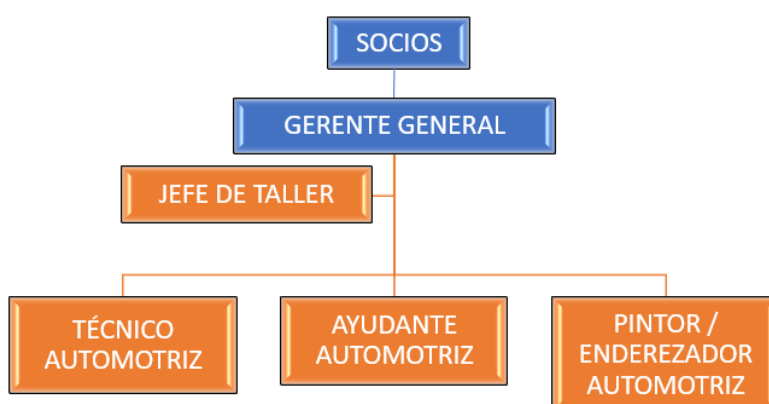 SOCIOS
GERENTE GENERAL
JEFE DE TALLER
TÉCNICO
AUTOMOTRIZ
AYUDANTE
AUTOMOTRIZ
PINTOR /
ENDEREZADOR
AUTOMOTRIZ